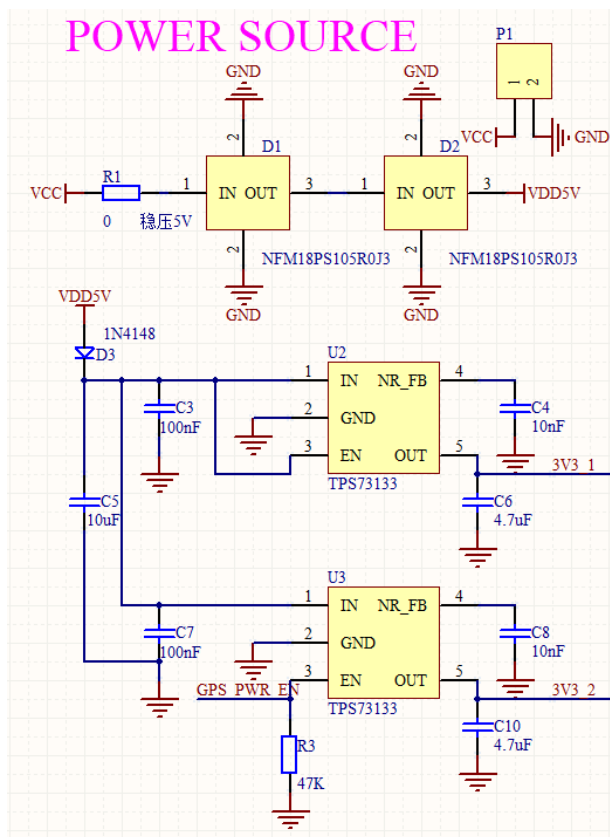 POWER SOURCE
P1
1 2
VCC
GND
GND
GND
2
2
D1
D2
R1
VCC
1
IN OUT
3
1
IN OUT
3
VDD5V
0
稳压5V
2
2
NFM18PS105R0J3
NFM18PS105R0J3
GND
GND
VDD5V
1N4148
D3
U2
1
IN
NR_FB
4
C3
100nF
2
GND
C4
10nF
3
EN
OUT
5
TPS73133
3V3_1
C5
10uF
C6
4.7uF
U3
1
IN
NR_FB
4
C7
100nF
2
GND
C8
10nF
3
EN
OUT
5
GPS_PWR_EN
TPS73133
3V3_2
R3
47K
C10
4.7uF